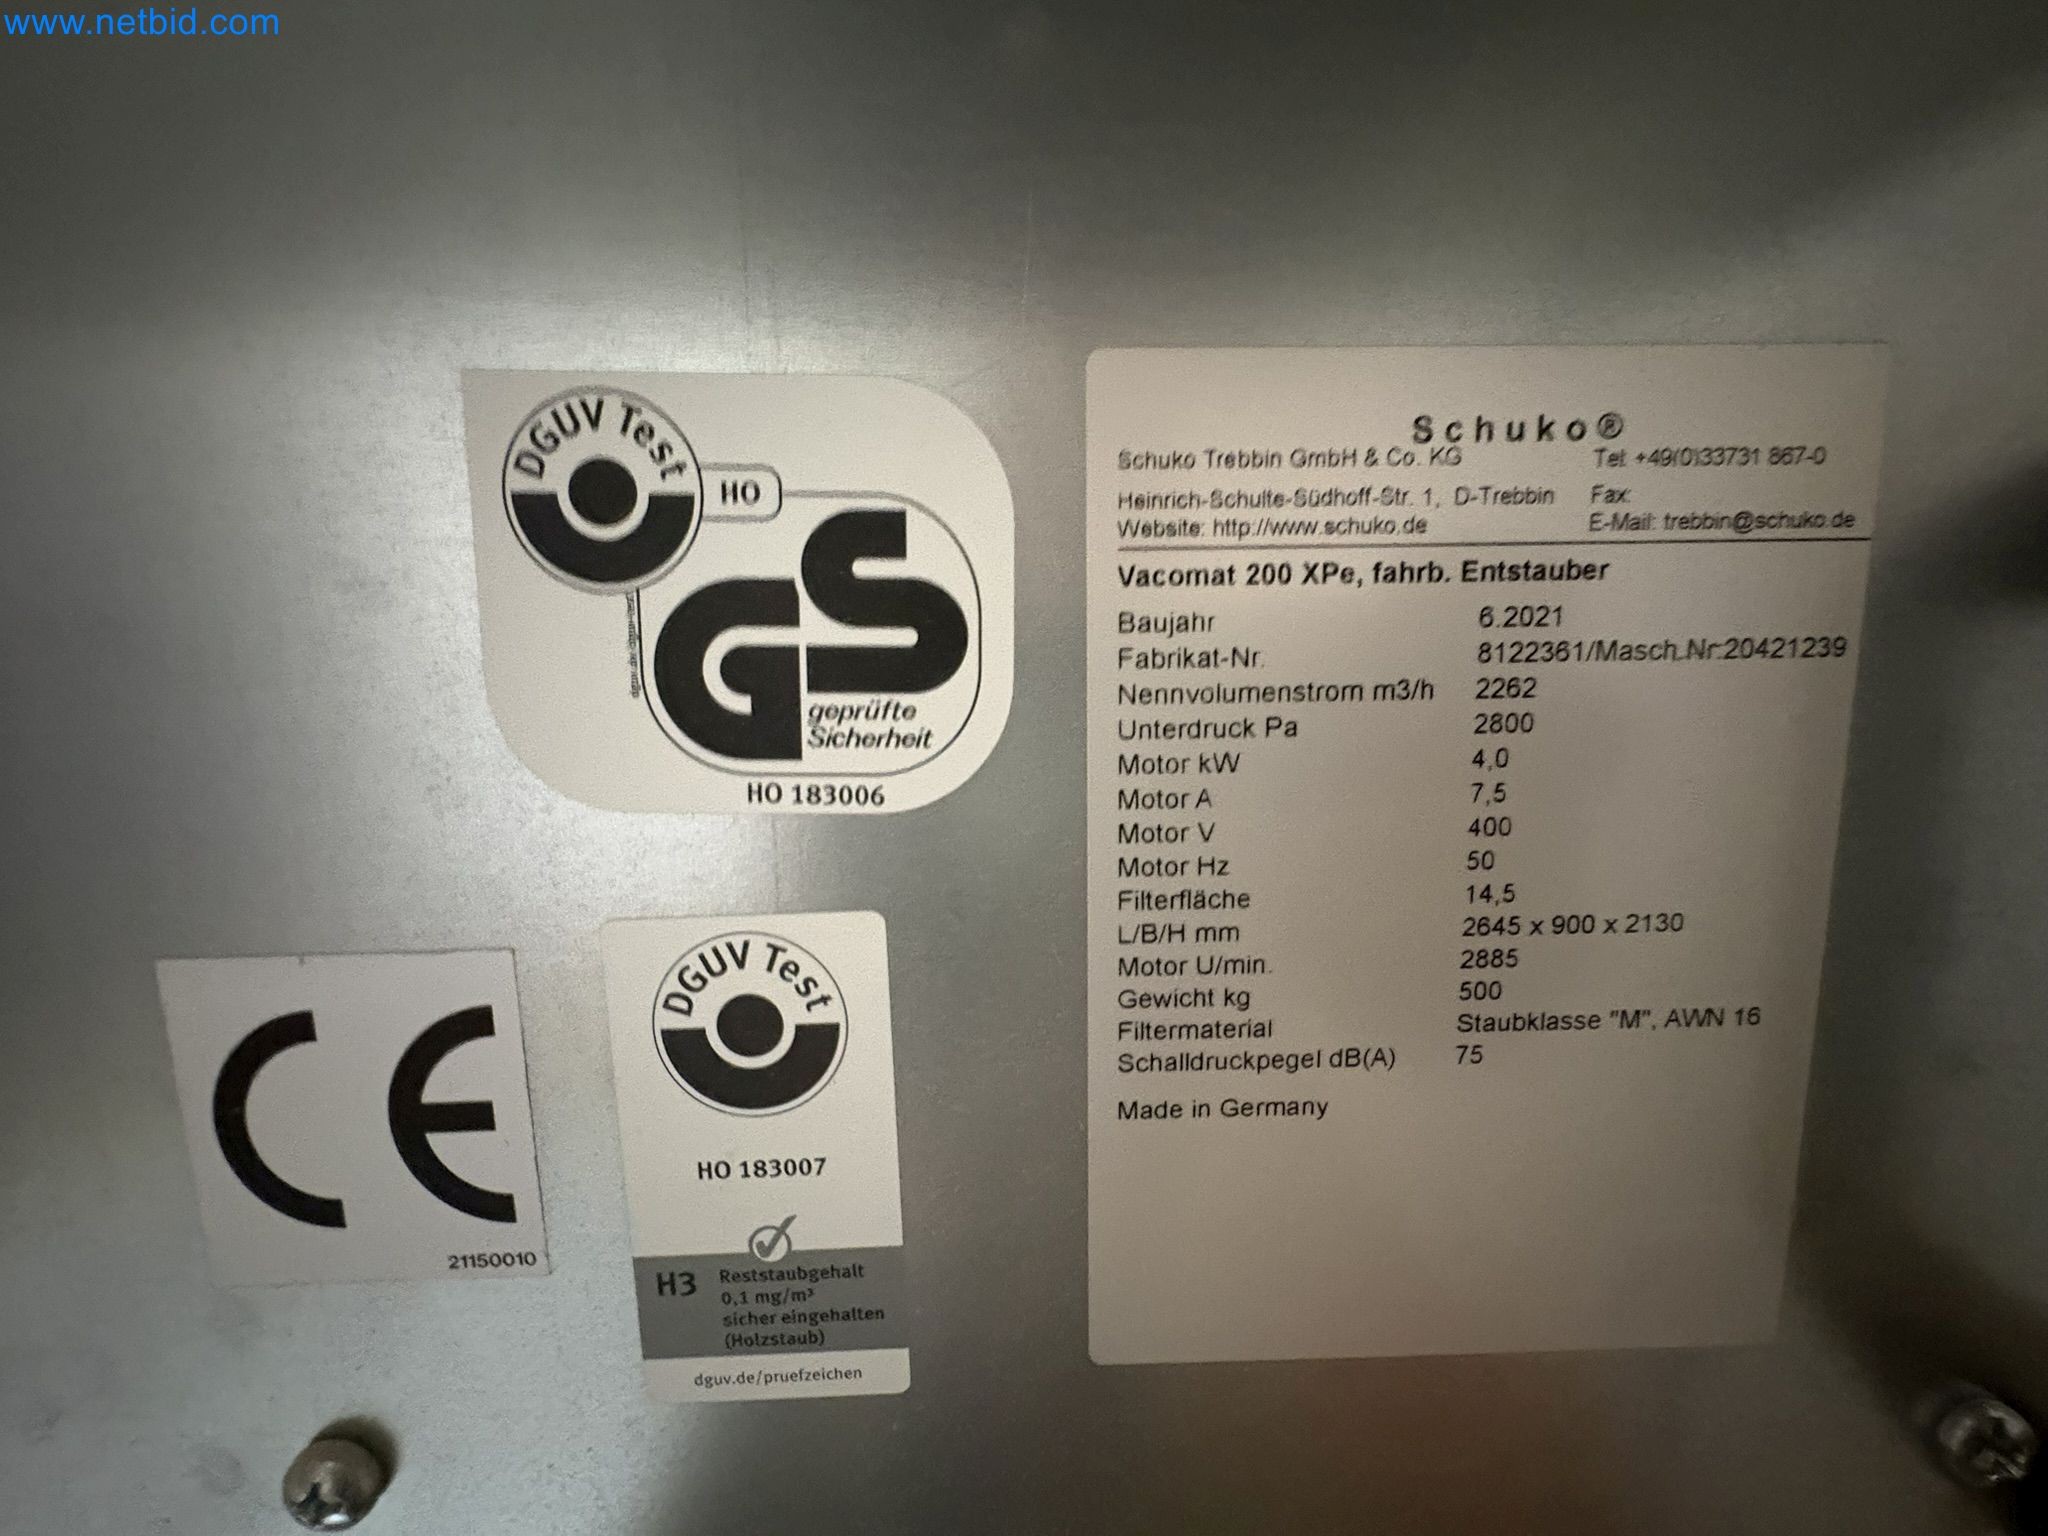 www.netbid.com
DGUV Test
HO
GS
geprüfte
Sicherheit
HO 183006
CE
21150010
DGUV Test
HO 183007
H3 Reststaubgehalt
0,1 mg/m³
sicher eingehalten
(Holzstaub)
dguv.de/pruefzeichen
Schuko®
Schuko Trebbin GmbH & Co. KG Tel: +49(0)33731 867-0
Heinrich-Schulte-Südhoff-Str. 1, D-Trebbin Fax:
Website: http://www.schuko.de E-Mail: trebbin@schuko.de
Vacomat 200 XPe, fahrb. Entstauber
Baujahr 6.2021
Fabrikat-Nr. 8122361/Masch.Nr.20421239
Nennvolumenstrom m3/h 2262
Unterdruck Pa 2800
Motor kW 4,0
Motor A 7,5
Motor V 400
Motor Hz 50
Filterfläche 14,5
L/B/H mm 2645 x 900 x 2130
Motor U/min. 2885
Gewicht kg 500
Filtermaterial Staubklasse "M", AWN 16
Schalldruckpegel dB(A) 75
Made in Germany